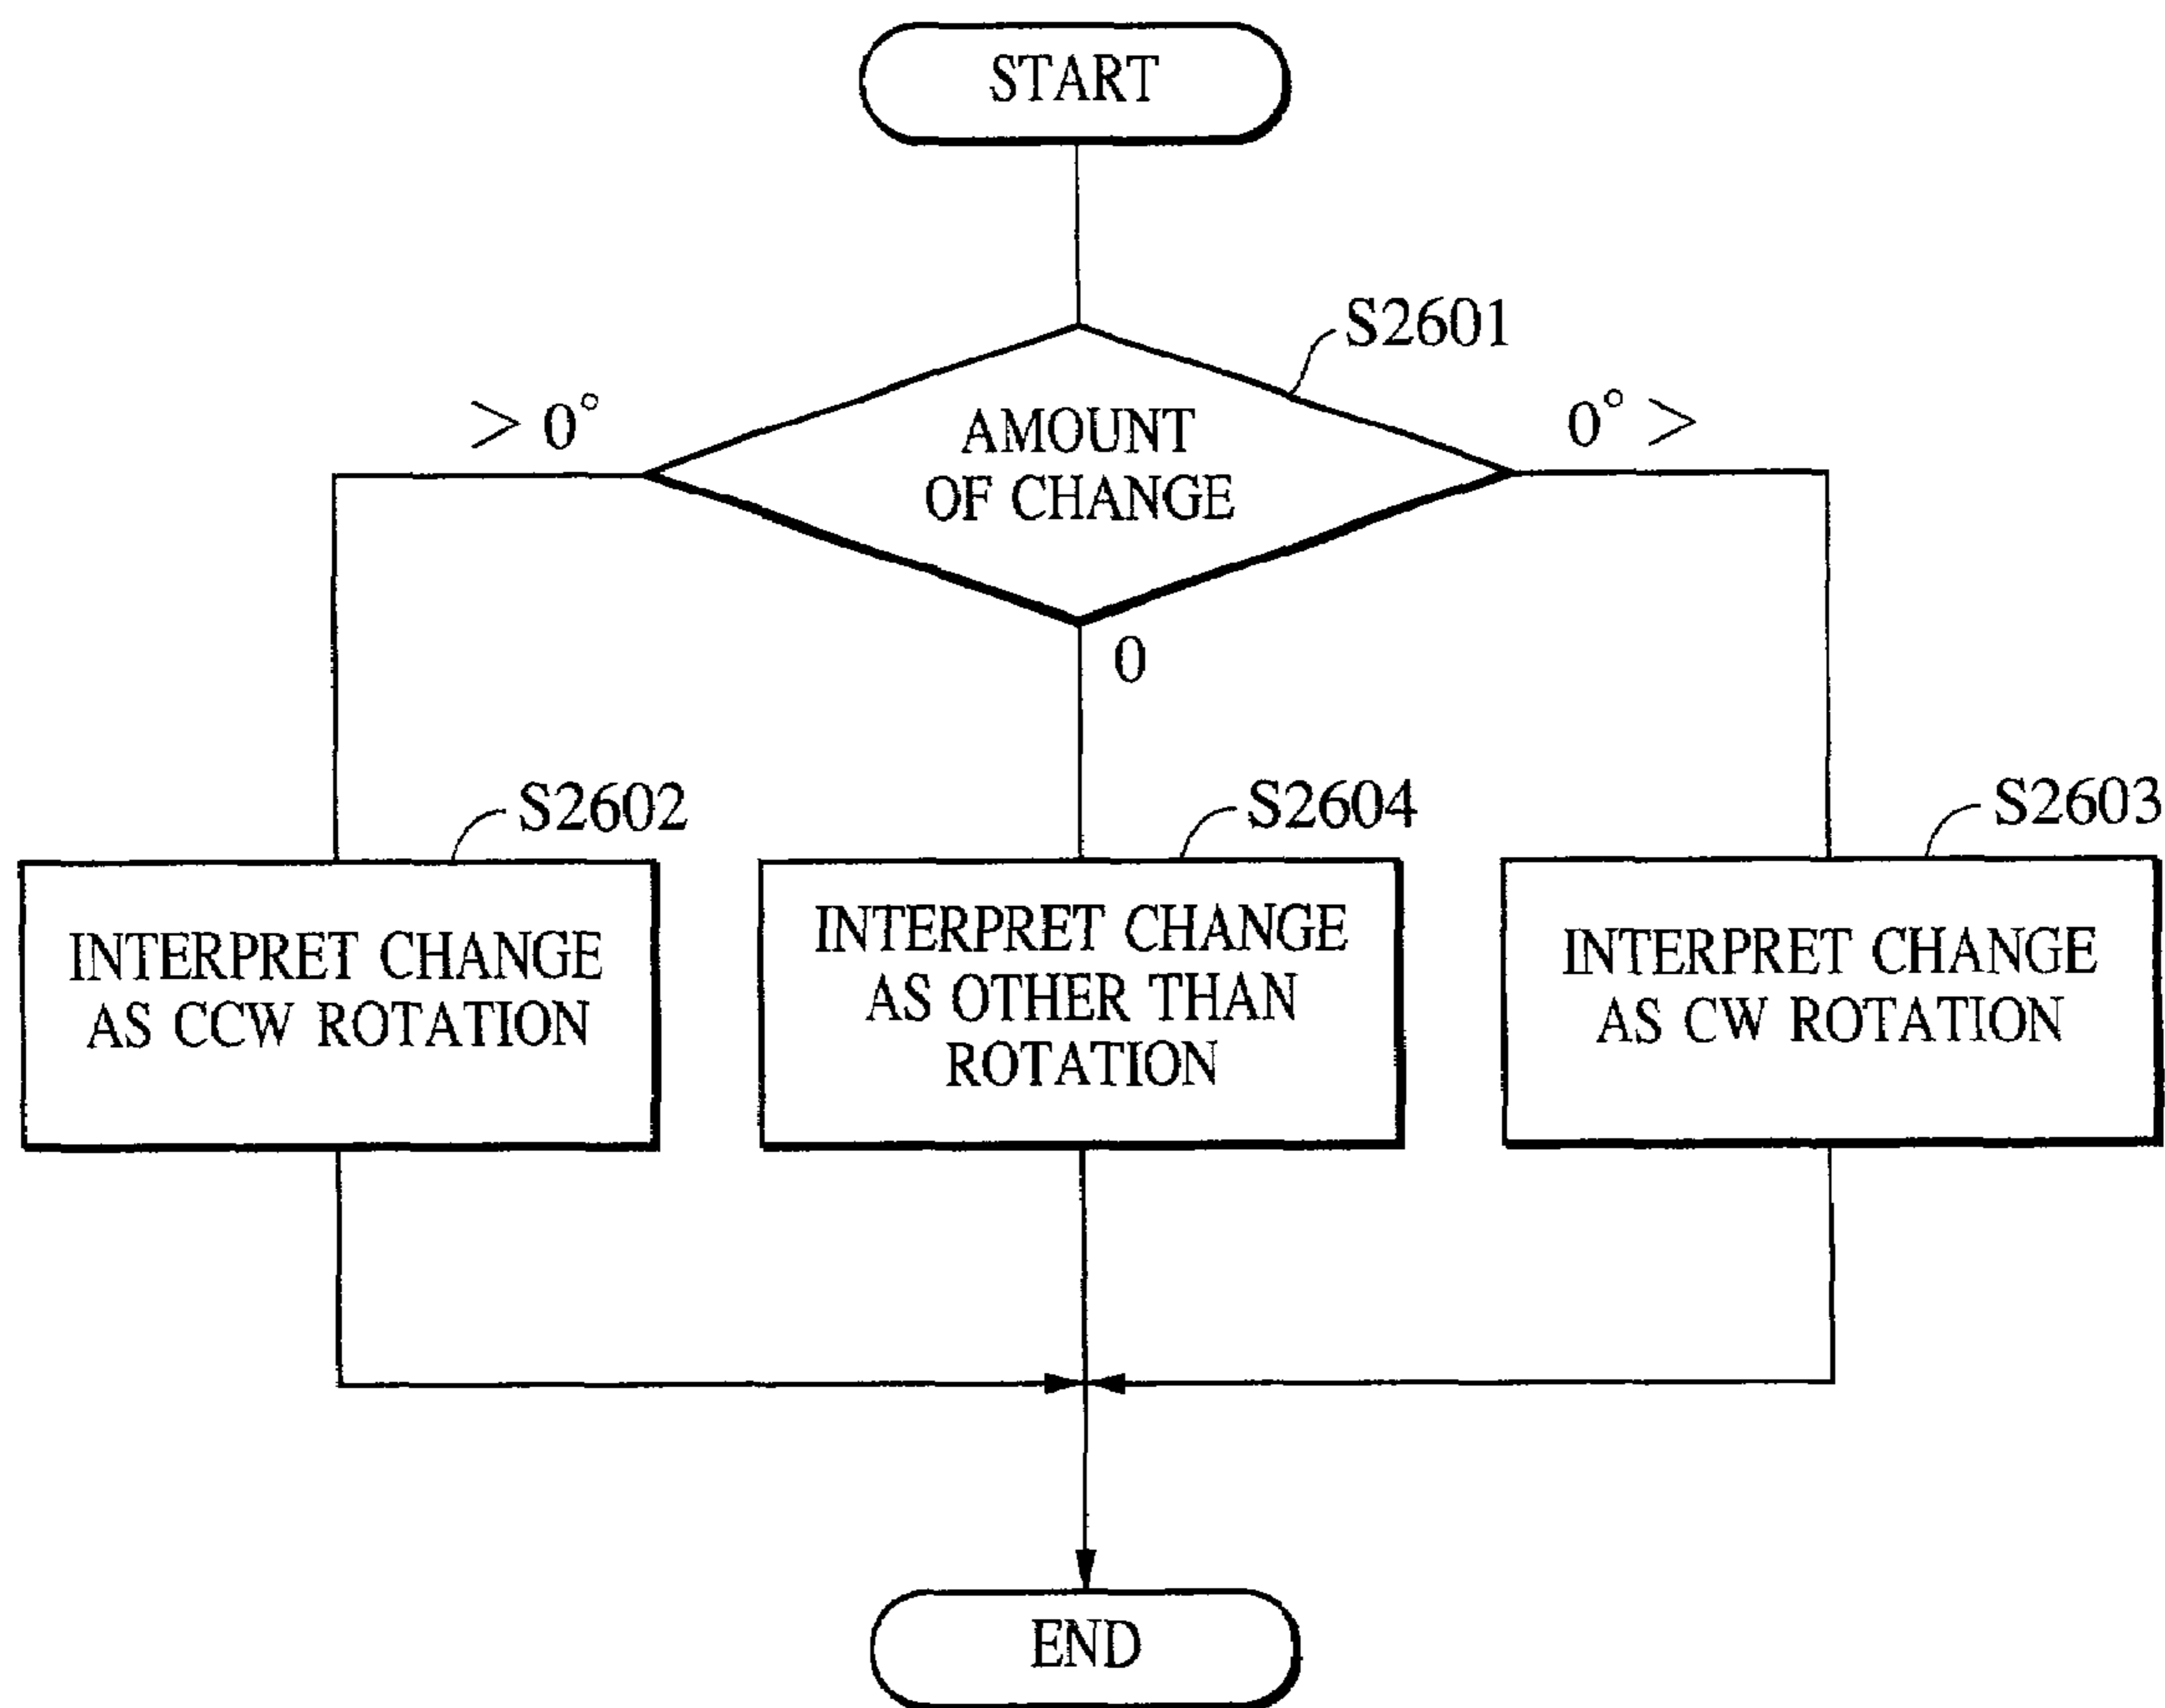 START
S2601
> 0°
AMOUNT
OF CHANGE
0° >
0
S2602
INTERPRET CHANGE
AS CCW ROTATION
S2604
INTERPRET CHANGE
AS OTHER THAN
ROTATION
S2603
INTERPRET CHANGE
AS CW ROTATION
END